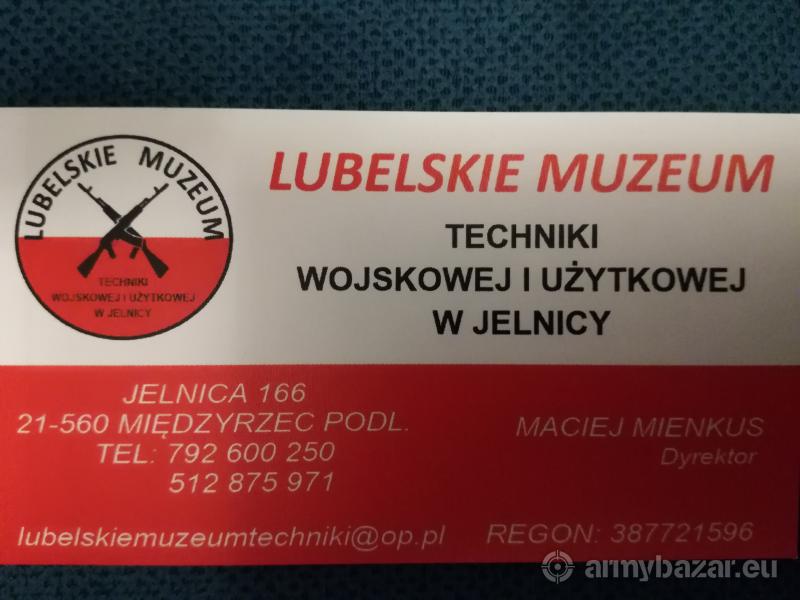 LUBELSKIE MUZEUM
TECHNIKI
WOJSKOWEJ I UŻYTKOWEJ
W JELNICY
LUBELSKIE MUZEUM
TECHNIKI
WOJSKOWEJ I UŻYTKOWEJ
W JELNICY
JELNICA 166
21-560 MIĘDZYRZEC PODL.
TEL: 792 600 250
512 875 971
lubelskiemuzeumtechniki@op.pl
MACIEJ MIENKUS
Dyrektor
REGON: 387721596
armybazar.eu